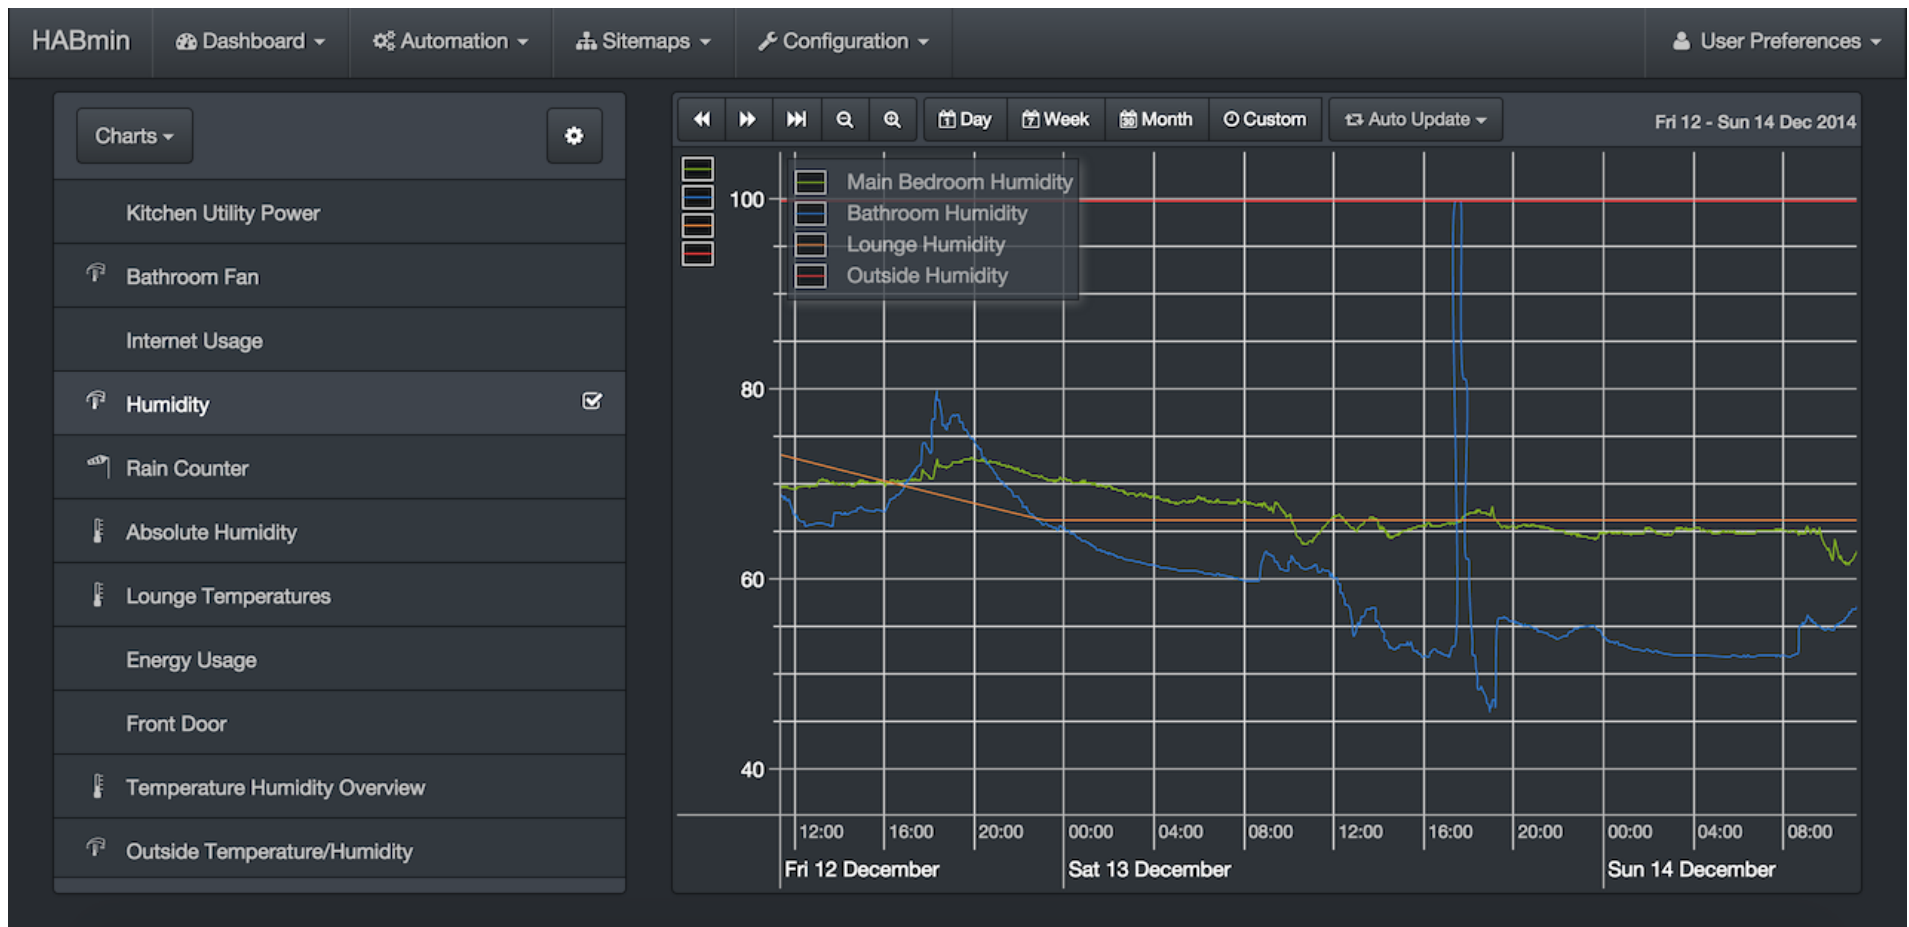 HABmin Dashboard Automation Sitemaps Configuration User Preferences
Charts
Kitchen Utility Power
Bathroom Fan
Internet Usage
Humidity
Rain Counter
Absolute Humidity
Lounge Temperatures
Energy Usage
Front Door
Temperature Humidity Overview
Outside Temperature/Humidity
1 Day 7 Week 30 Month Custom Auto Update Fri 12 - Sun 14 Dec 2014
Main Bedroom Humidity
Bathroom Humidity
Lounge Humidity
Outside Humidity
100
80
60
40
12:00 16:00 20:00 00:00 04:00 08:00 12:00 16:00 20:00 00:00 04:00 08:00
Fri 12 December Sat 13 December Sun 14 December